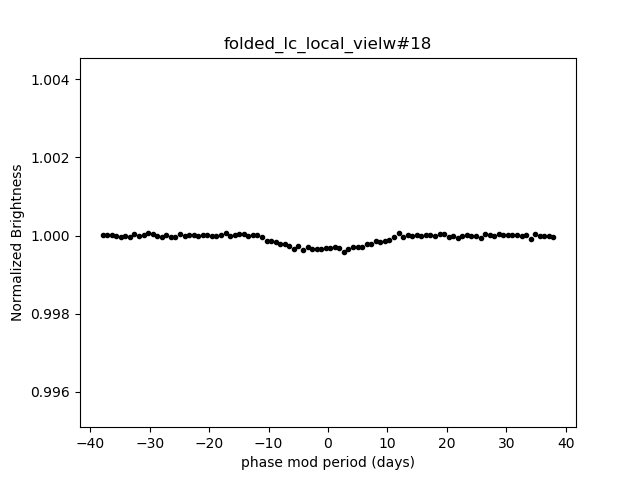 folded_lc_local_vielw#18
1.004
1.002
1.000
0.998
0.996
Normalized Brightness
−40 −30 −20 −10 0 10 20 30 40
phase mod period (days)